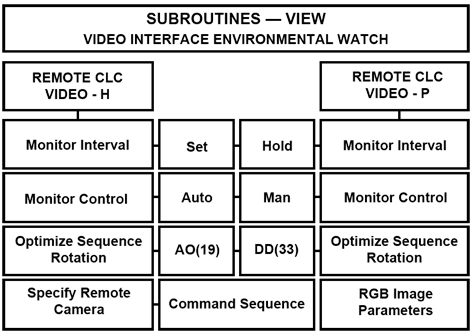 SUBROUTINES — VIEW
VIDEO INTERFACE ENVIRONMENTAL WATCH
REMOTE CLC
VIDEO - H
REMOTE CLC
VIDEO - P
Monitor Interval
Set
Hold
Monitor Interval
Monitor Control
Auto
Man
Monitor Control
Optimize Sequence
Rotation
AO(19)
DD(33)
Optimize Sequence
Rotation
Specify Remote
Camera
Command Sequence
RGB Image
Parameters